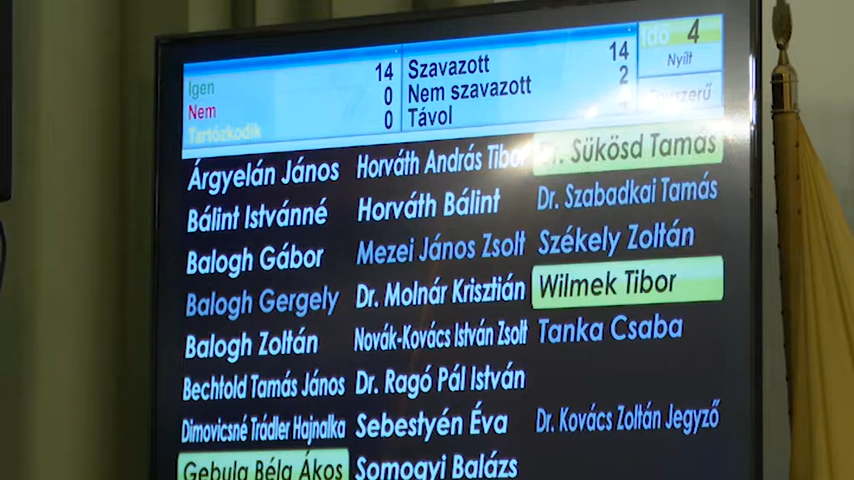 Igen 14
Nem 0
Tartózkodik 0
Szavazott 14
Nem szavazott 2
Távol
Idő 4
Nyílt
Egyszerű
Árgyelán János
Bálint Istvánné
Balogh Gábor
Balogh Gergely
Balogh Zoltán
Bechtold Tamás János
Dimovicsné Trádler Hajnalka
Gebula Béla Ákos
Horváth András Tibor
Horváth Bálint
Mezei János Zsolt
Dr. Molnár Krisztián
Novák-Kovács István Zsolt
Dr. Ragó Pál István
Sebestyén Éva
Somogyi Balázs
Dr. Sükösd Tamás
Dr. Szabadkai Tamás
Székely Zoltán
Wilmek Tibor
Tanka Csaba
Dr. Kovács Zoltán Jegyző